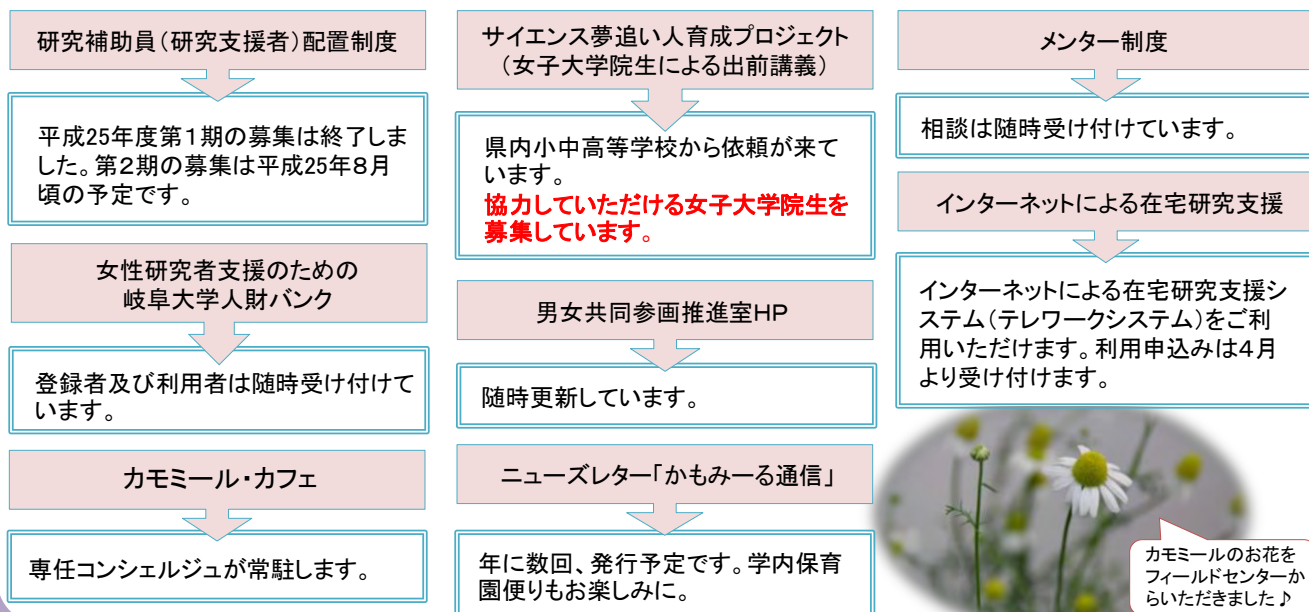 研究補助員（研究支援者）配置制度
平成25年度第１期の募集は終了しま
した。第２期の募集は平成25年８月
頃の予定です。
女性研究者支援のための
岐阜大学人財バンク
登録者及び利用者は随時受け付けて
います。
カモミール・カフェ
専任コンシェルジュが常駐します。
サイエンス夢追い人育成プロジェクト
（女子大学院生による出前講義）
県内小中高等学校から依頼が来て
います。
協力していただける女子大学院生を
募集しています。
男女共同参画推進室ＨＰ
随時更新しています。
ニューズレター「かもみーる通信」
年に数回、発行予定です。学内保育
園便りもお楽しみに。
メンター制度
相談は随時受け付けています。
インターネットによる在宅研究支援
インターネットによる在宅研究支援シ
ステム（テレワークシステム）をご利
用いただけます。利用申込みは４月
より受け付けます。
カモミールのお花を
フィールドセンターか
らいただきました♪